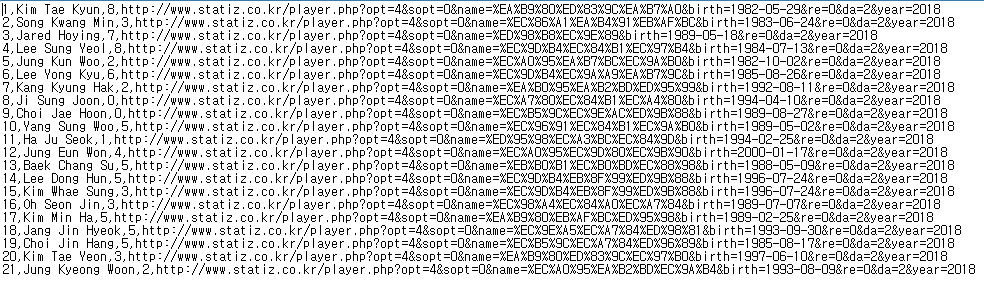 1,Kim Tae Kyun,8,http://www.statiz.co.kr/player.php?opt=4&sopt=0&name=%EA%B9%80%ED%83%9C%EA%B7%A0&birth=1982-05-29&re=0&da=2&year=2018
2,Song Kwang Min,3,http://www.statiz.co.kr/player.php?opt=4&sopt=0&name=%EC%86%A1%EA%B4%91%EB%AF%BC&birth=1983-06-24&re=0&da=2&year=2018
3,Jared Hoying,7,http://www.statiz.co.kr/player.php?opt=4&sopt=0&name=%ED%98%B8%EC%9E%89&birth=1989-05-18&re=0&da=2&year=2018
4,Lee Sung Yeol,8,http://www.statiz.co.kr/player.php?opt=4&sopt=0&name=%EC%9D%B4%EC%84%B1%EC%97%B4&birth=1984-07-13&re=0&da=2&year=2018
5,Jung Kun Woo,2,http://www.statiz.co.kr/player.php?opt=4&sopt=0&name=%EC%A0%95%EA%B7%BC%EC%9A%B0&birth=1982-10-02&re=0&da=2&year=2018
6,Lee Yong Kyu,6,http://www.statiz.co.kr/player.php?opt=4&sopt=0&name=%EC%9D%B4%EC%9A%A9%EA%B7%9C&birth=1985-08-26&re=0&da=2&year=2018
7,Kang Kyung Hak,2,http://www.statiz.co.kr/player.php?opt=4&sopt=0&name=%EA%B0%95%EA%B2%BD%ED%95%99&birth=1992-08-11&re=0&da=2&year=2018
8,Ji Sung Joon,0,http://www.statiz.co.kr/player.php?opt=4&sopt=0&name=%EC%A7%80%EC%84%B1%EC%A4%80&birth=1994-04-10&re=0&da=2&year=2018
9,Choi Jae Hoon,0,http://www.statiz.co.kr/player.php?opt=4&sopt=0&name=%EC%B5%9C%EC%9E%AC%ED%9B%88&birth=1989-08-27&re=0&da=2&year=2018
10,Yang Sung Woo,5,http://www.statiz.co.kr/player.php?opt=4&sopt=0&name=%EC%96%91%EC%84%B1%EC%9A%B0&birth=1989-05-02&re=0&da=2&year=2018
11,Ha Ju Seok,1,http://www.statiz.co.kr/player.php?opt=4&sopt=0&name=%ED%95%98%EC%A3%BC%EC%84%9D&birth=1994-02-25&re=0&da=2&year=2018
12,Jung Eun Won,4,http://www.statiz.co.kr/player.php?opt=4&sopt=0&name=%EC%A0%95%EC%9D%80%EC%9B%90&birth=2000-01-17&re=0&da=2&year=2018
13,Baek Chang Su,5,http://www.statiz.co.kr/player.php?opt=4&sopt=0&name=%EB%B0%B1%EC%B0%BD%EC%88%98&birth=1988-05-09&re=0&da=2&year=2018
14,Lee Dong Hun,5,http://www.statiz.co.kr/player.php?opt=4&sopt=0&name=%EC%9D%B4%EB%8F%99%ED%9B%88&birth=1996-07-24&re=0&da=2&year=2018
15,Kim Whae Sung,3,http://www.statiz.co.kr/player.php?opt=4&sopt=0&name=%EC%9D%B4%EB%8F%99%ED%9B%88&birth=1996-07-24&re=0&da=2&year=2018
16,Oh Seon Jin,3,http://www.statiz.co.kr/player.php?opt=4&sopt=0&name=%EC%98%A4%EC%84%A0%EC%A7%84&birth=1989-07-07&re=0&da=2&year=2018
17,Kim Min Ha,5,http://www.statiz.co.kr/player.php?opt=4&sopt=0&name=%EA%B9%80%EB%AF%BC%ED%95%98&birth=1989-02-25&re=0&da=2&year=2018
18,Jang Jin Hyeok,5,http://www.statiz.co.kr/player.php?opt=4&sopt=0&name=%EC%9E%A5%EC%A7%84%ED%98%81&birth=1993-09-30&re=0&da=2&year=2018
19,Choi Jin Hang,5,http://www.statiz.co.kr/player.php?opt=4&sopt=0&name=%EC%B5%9C%EC%A7%84%ED%96%89&birth=1985-08-17&re=0&da=2&year=2018
20,Kim Tae Yeon,3,http://www.statiz.co.kr/player.php?opt=4&sopt=0&name=%EA%B9%80%ED%83%9C%EC%97%B0&birth=1997-06-10&re=0&da=2&year=2018
21,Jung Kyeong Woon,2,http://www.statiz.co.kr/player.php?opt=4&sopt=0&name=%EC%A0%95%EA%B2%BD%EC%9A%B4&birth=1993-08-09&re=0&da=2&year=2018